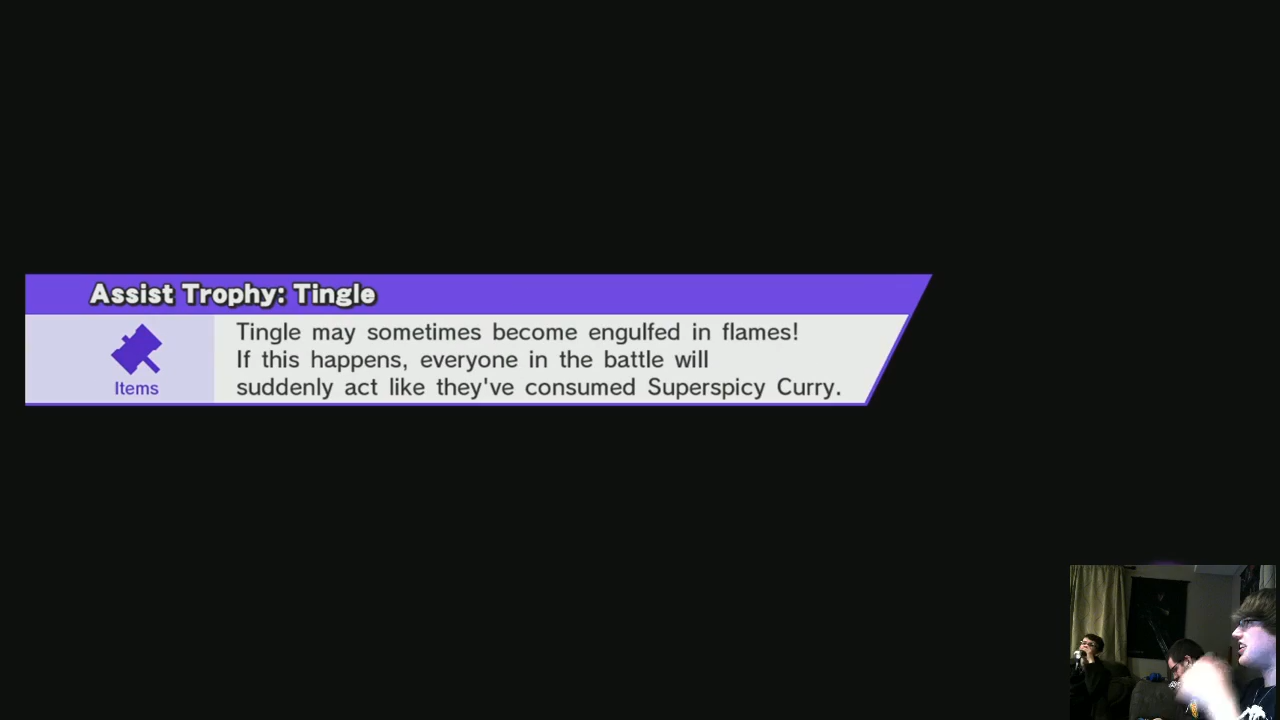 Assist Trophy: Tingle
Items
Tingle may sometimes become engulfed in flames!
If this happens, everyone in the battle will
suddenly act like they've consumed Superspicy Curry.